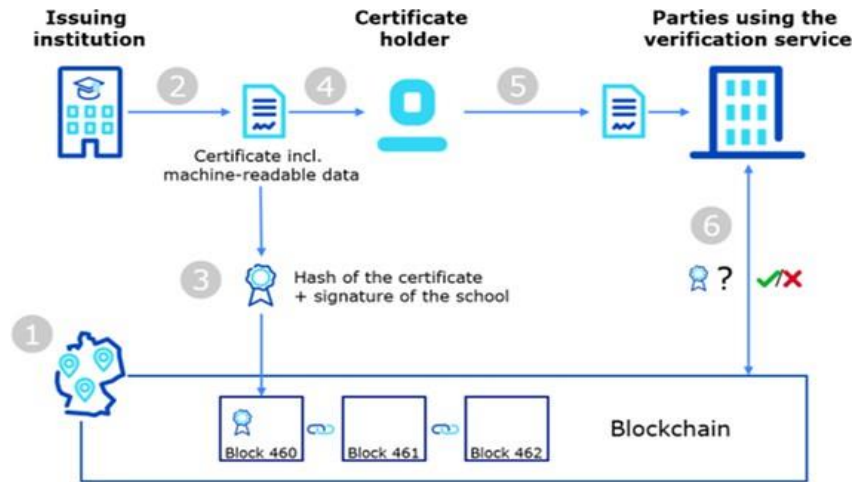 Issuing
institution
Certificate
holder
Parties using the
verification service
2
4
5
Certificate incl.
machine-readable data
6
3
Hash of the certificate
+ signature of the school
?
/
1
Block 460
Block 461
Block 462
Blockchain